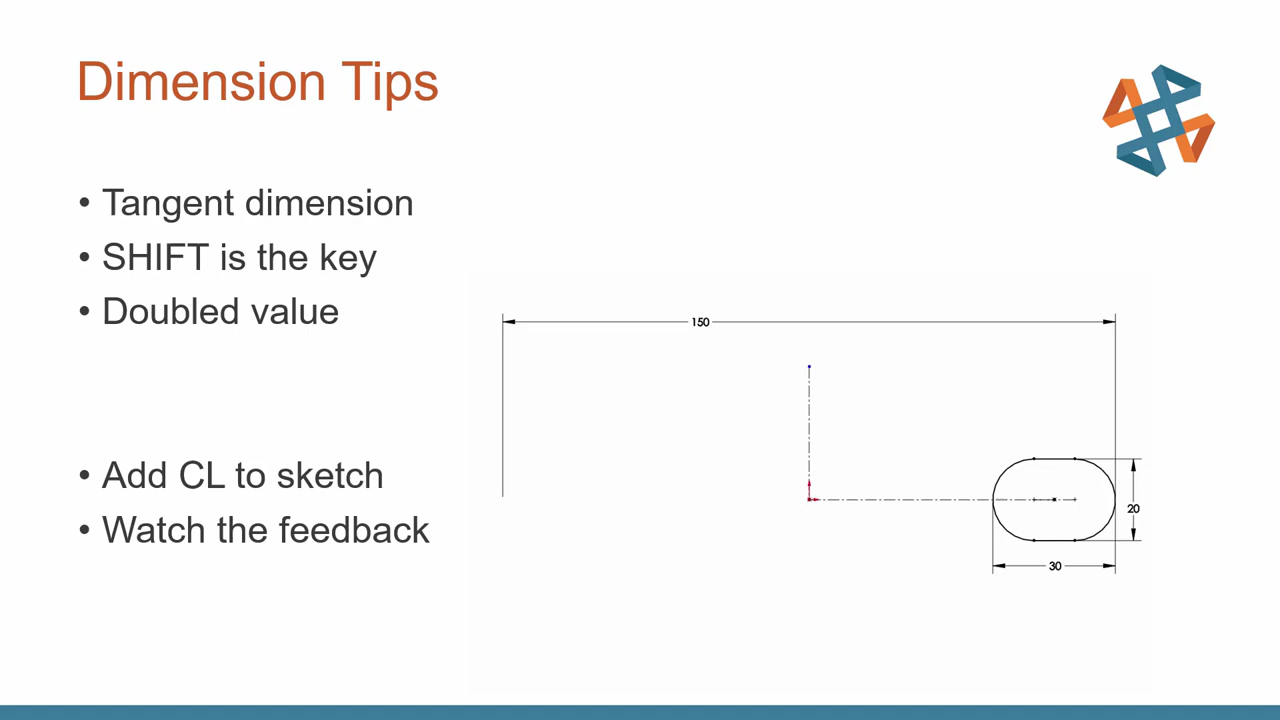 Dimension Tips
• Tangent dimension
• SHIFT is the key
• Doubled value
• Add CL to sketch
• Watch the feedback
150
20
30